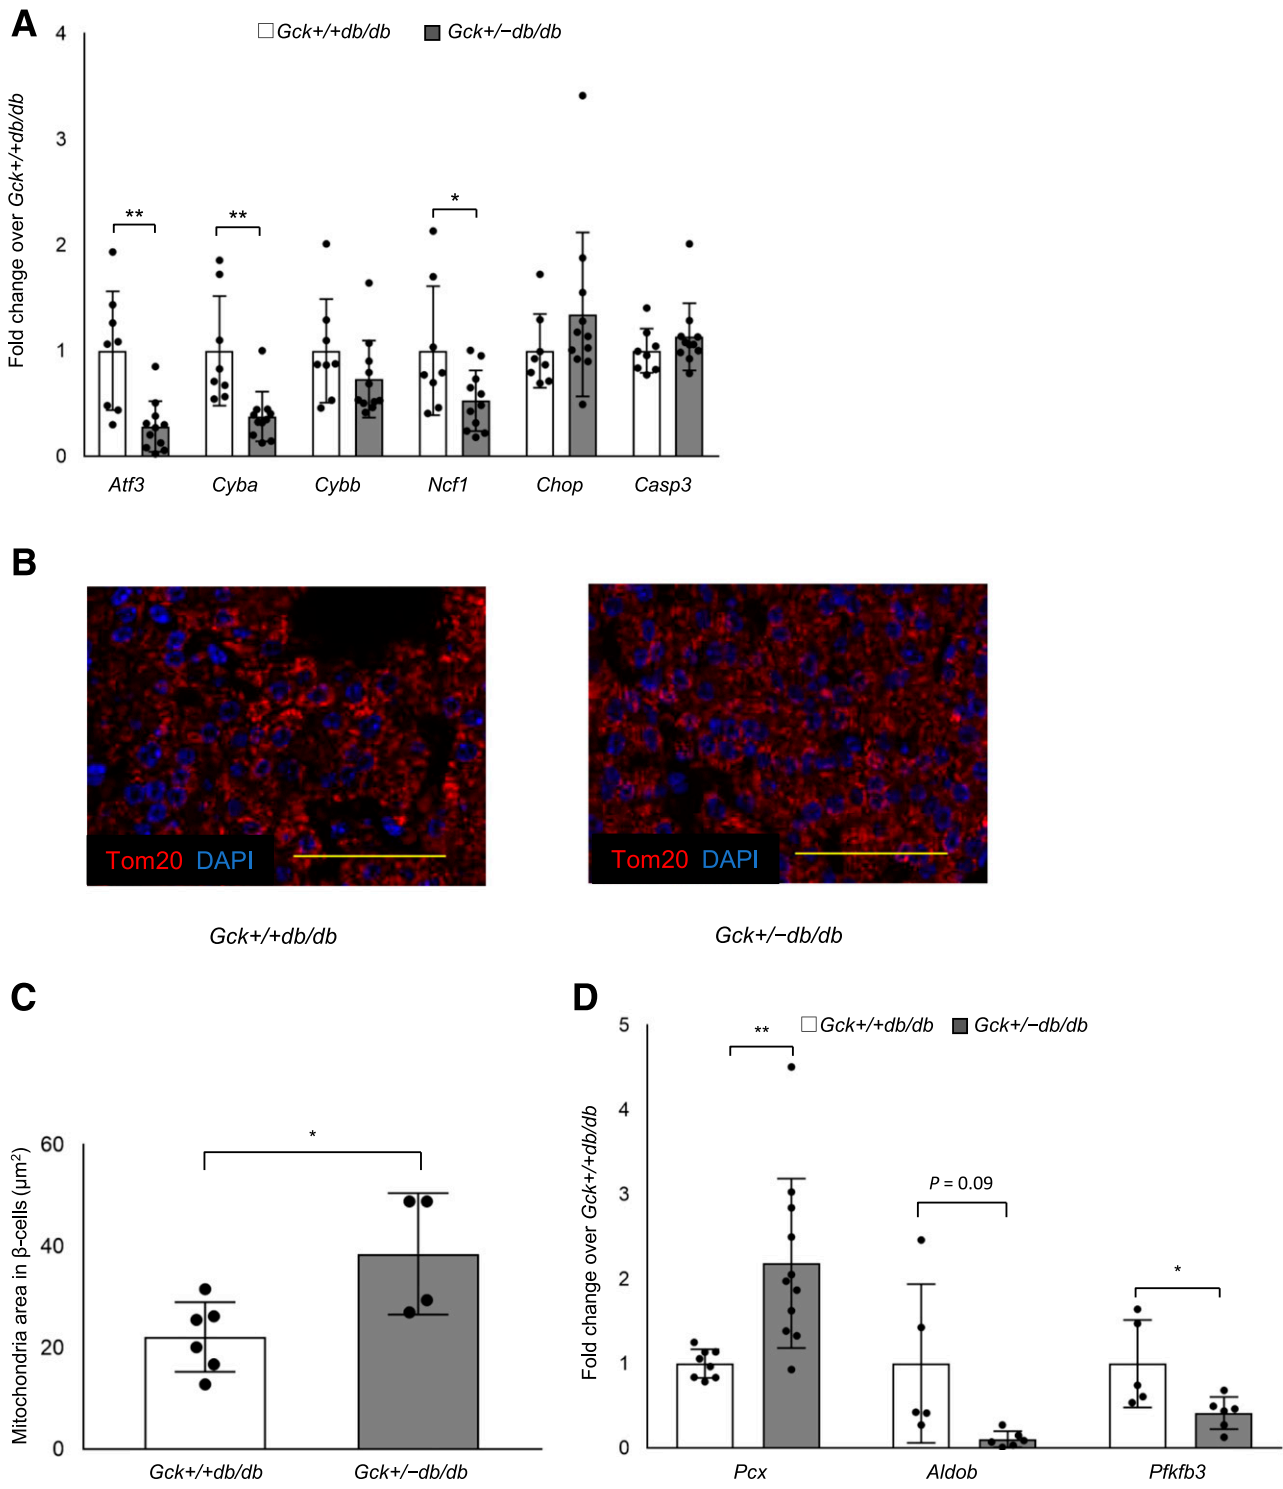 A
4
3
2
1
0
Fold change over Gck+/+db/db
Gck+/+db/db
Gck+/−db/db
**
**
*
Atf3
Cyba
Cybb
Ncf1
Chop
Casp3
B
Tom20 DAPI
Tom20 DAPI
Gck+/+db/db
Gck+/−db/db
C
60
40
20
0
Mitochondria area in β-cells (μm²)
*
Gck+/+db/db
Gck+/−db/db
D
5
4
3
2
1
0
Fold change over Gck+/+db/db
Gck+/+db/db
Gck+/−db/db
**
P = 0.09
*
Pcx
Aldob
Pfkfb3